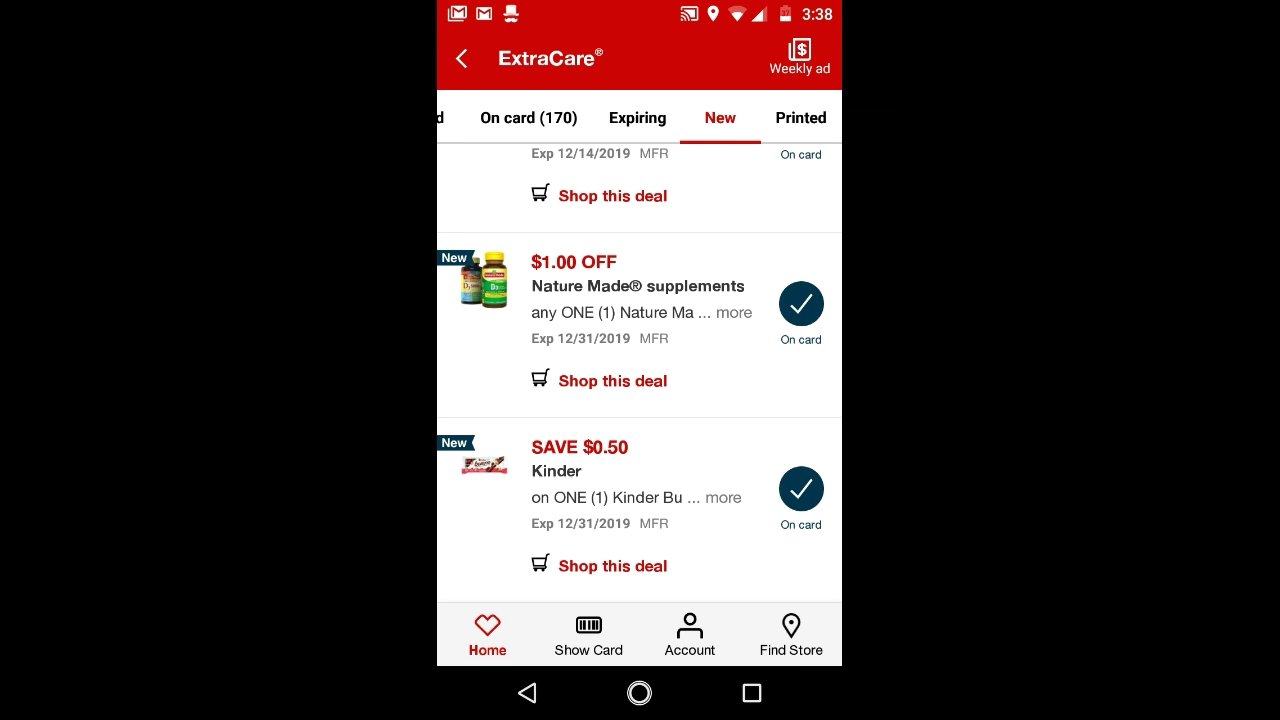 3:38
ExtraCare®
Weekly ad
d
On card (170)
Expiring
New
Printed
Exp 12/14/2019 MFR
On card
Shop this deal
New
$1.00 OFF
Nature Made® supplements
any ONE (1) Nature Ma ... more
Exp 12/31/2019 MFR
On card
Shop this deal
New
SAVE $0.50
Kinder
on ONE (1) Kinder Bu ... more
Exp 12/31/2019 MFR
On card
Shop this deal
Home
Show Card
Account
Find Store